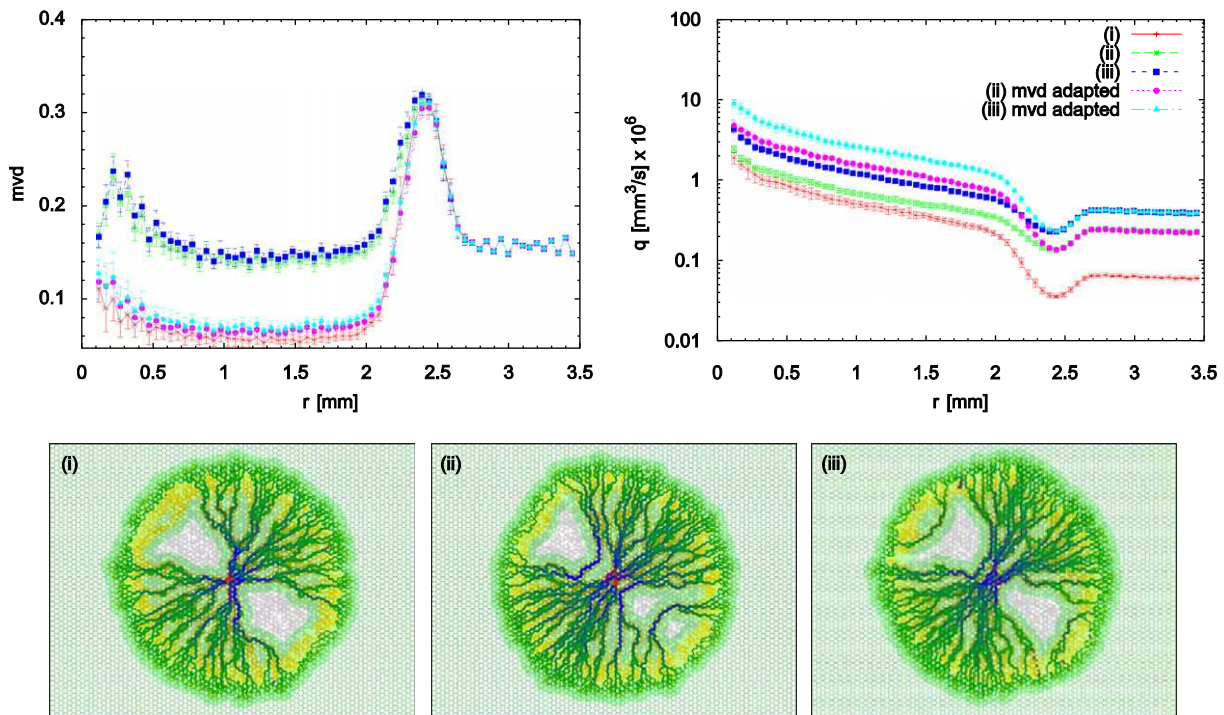 0.4
0.3
0.2
0.1
mvd
0
0.5
1
1.5
2
2.5
3
3.5
r [mm]
100
10
1
0.1
0.01
q [mm³/s] x 10⁶
(i)
(ii)
(iii)
(ii) mvd adapted
(iii) mvd adapted
0
0.5
1
1.5
2
2.5
3
3.5
r [mm]
(i)
(ii)
(iii)